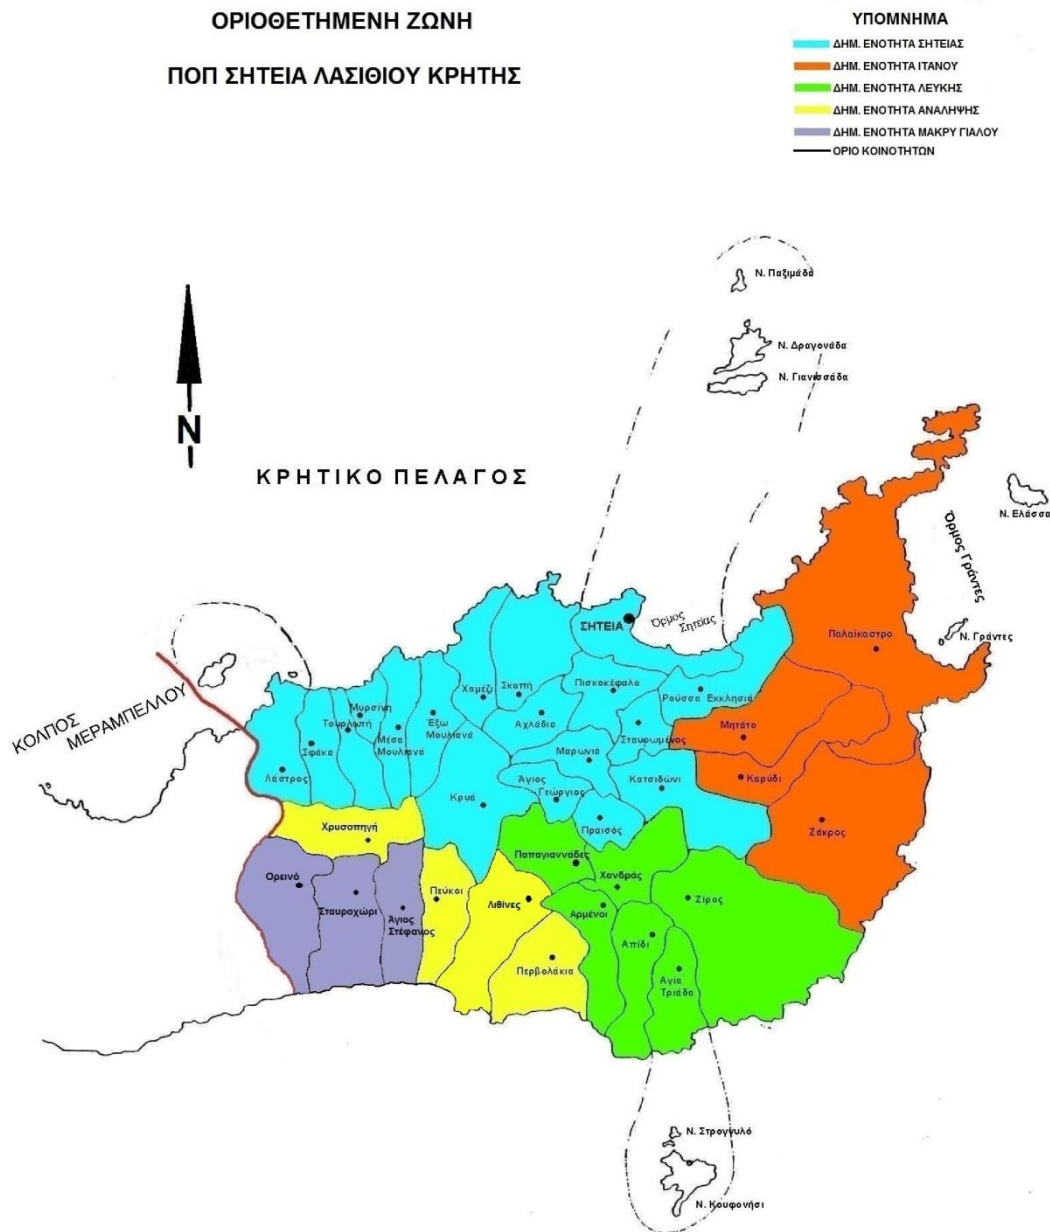 ΟΡΙΟΘΕΤΗΜΕΝΗ ΖΩΝΗ
ΠΟΠ ΣΗΤΕΙΑ ΛΑΣΙΘΙΟΥ ΚΡΗΤΗΣ
ΥΠΟΜΝΗΜΑ
ΔΗΜ. ΕΝΟΤΗΤΑ ΣΗΤΕΙΑΣ
ΔΗΜ. ΕΝΟΤΗΤΑ ΙΤΑΝΟΥ
ΔΗΜ. ΕΝΟΤΗΤΑ ΛΕΥΚΗΣ
ΔΗΜ. ΕΝΟΤΗΤΑ ΑΝΑΛΗΨΗΣ
ΔΗΜ. ΕΝΟΤΗΤΑ ΜΑΚΡΥ ΓΙΑΛΟΥ
ΟΡΙΟ ΚΟΙΝΟΤΗΤΩΝ
Ν. Παξιμάδα
Ν. Δραγονάδα
Ν. Γιανισσάδα
N
ΚΡΗΤΙΚΟ ΠΕΛΑΓΟΣ
Ν. Ελάσσα
Όρμος Γράντες
Ν. Γράντες
ΣΗΤΕΙΑ
Όρμος
Σητείας
Παλαίκαστρο
ΚΟΛΠΟΣ
ΜΕΡΑΜΠΕΛΛΟΥ
Χαμέζι
Σκοπή
Πισκοκέφαλο
Ρούσσα Εκκλησιά
Μυρσίνη
Τουρλωτή
Σφάκα
Μέσα
Μουλιανά
Έξω
Μουλιανά
Αχλάδια
Σταυρωμένος
Μητάτο
Λάστρος
Μαρωνιά
Κατσιδώνι
Καρύδι
Άγιος
Γεώργιος
Κρυά
Πραισός
Ζάκρος
Χρυσοπηγή
Παπαγιαννάδες
Χανδράς
Ορεινό
Σταυροχώρι
Άγιος
Στέφανος
Πεύκοι
Λιθίνες
Αρμένοι
Ζίρος
Απίδι
Περβολάκια
Αγία
Τριάδα
Ν. Στρογγυλό
Ν. Κουφονήσι